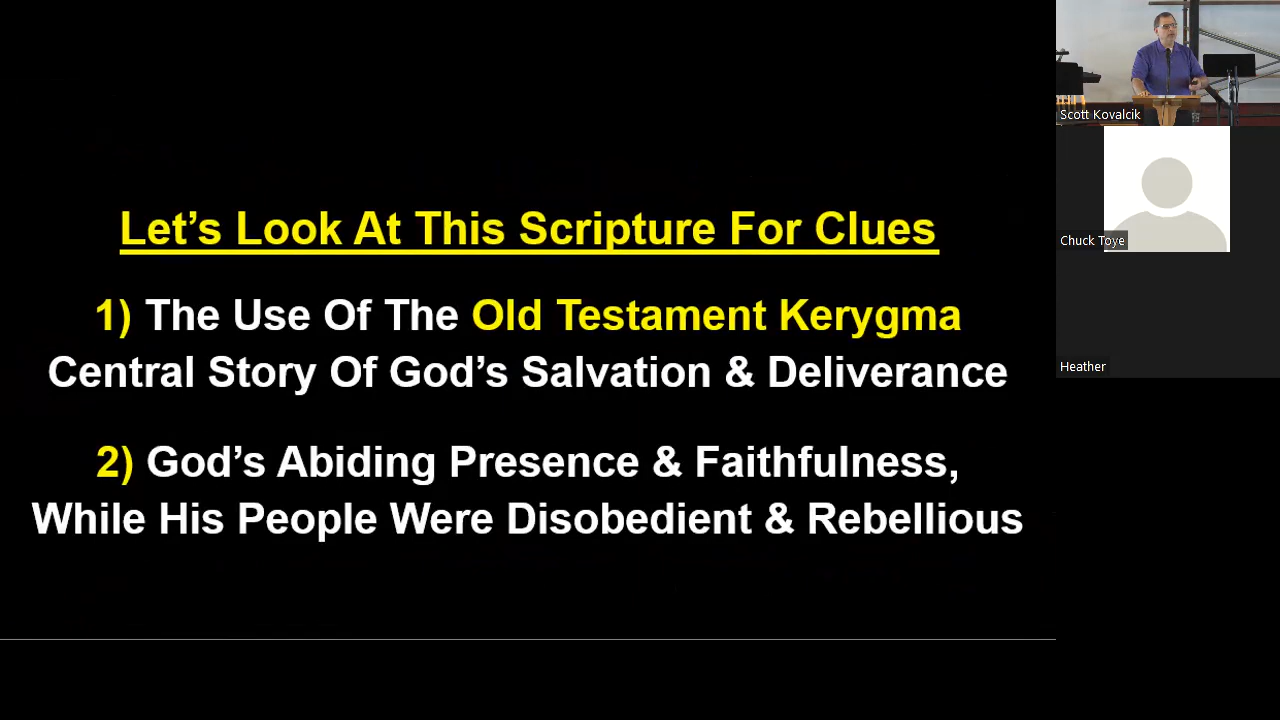 Let's Look At This Scripture For Clues
1) The Use Of The Old Testament Kerygma
Central Story Of God's Salvation & Deliverance
2) God's Abiding Presence & Faithfulness,
While His People Were Disobedient & Rebellious
Scott Kovalcik
Chuck Toye
Heather